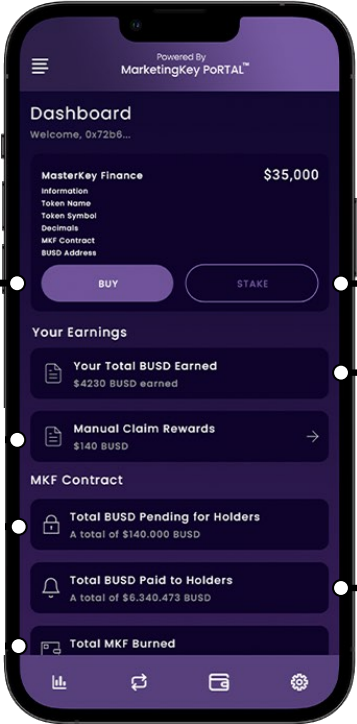 Powered By
MarketingKey PoRTAL™
Dashboard
Welcome, 0x72b6...
MasterKey Finance $35,000
Information
Token Name
Token Symbol
Decimals
MKF Contract
BUSD Address
BUY STAKE
Your Earnings
Your Total BUSD Earned
$4230 BUSD earned
Manual Claim Rewards
$140 BUSD
MKF Contract
Total BUSD Pending for Holders
A total of $140.000 BUSD
Total BUSD Paid to Holders
A total of $6.340.473 BUSD
Total MKF Burned